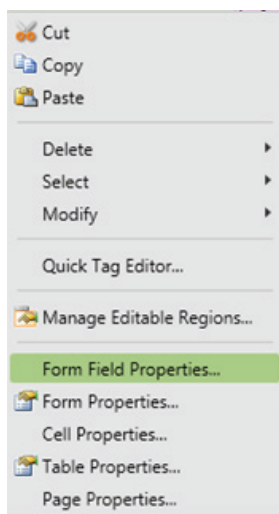 Cut
Copy
Paste
Delete
Select
Modify
Quick Tag Editor...
Manage Editable Regions...
Form Field Properties...
Form Properties...
Cell Properties...
Table Properties...
Page Properties...